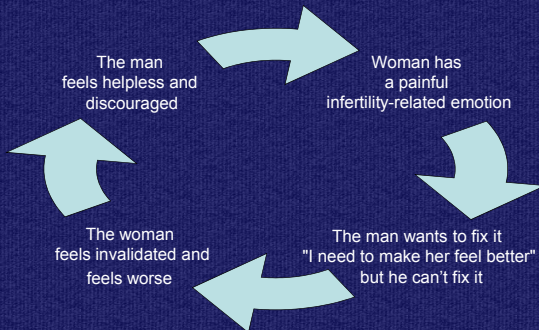 The man
feels helpless and
discouraged
Woman has
a painful
infertility-related emotion
The man wants to fix it
"I need to make her feel better"
but he can't fix it
The woman
feels invalidated and
feels worse